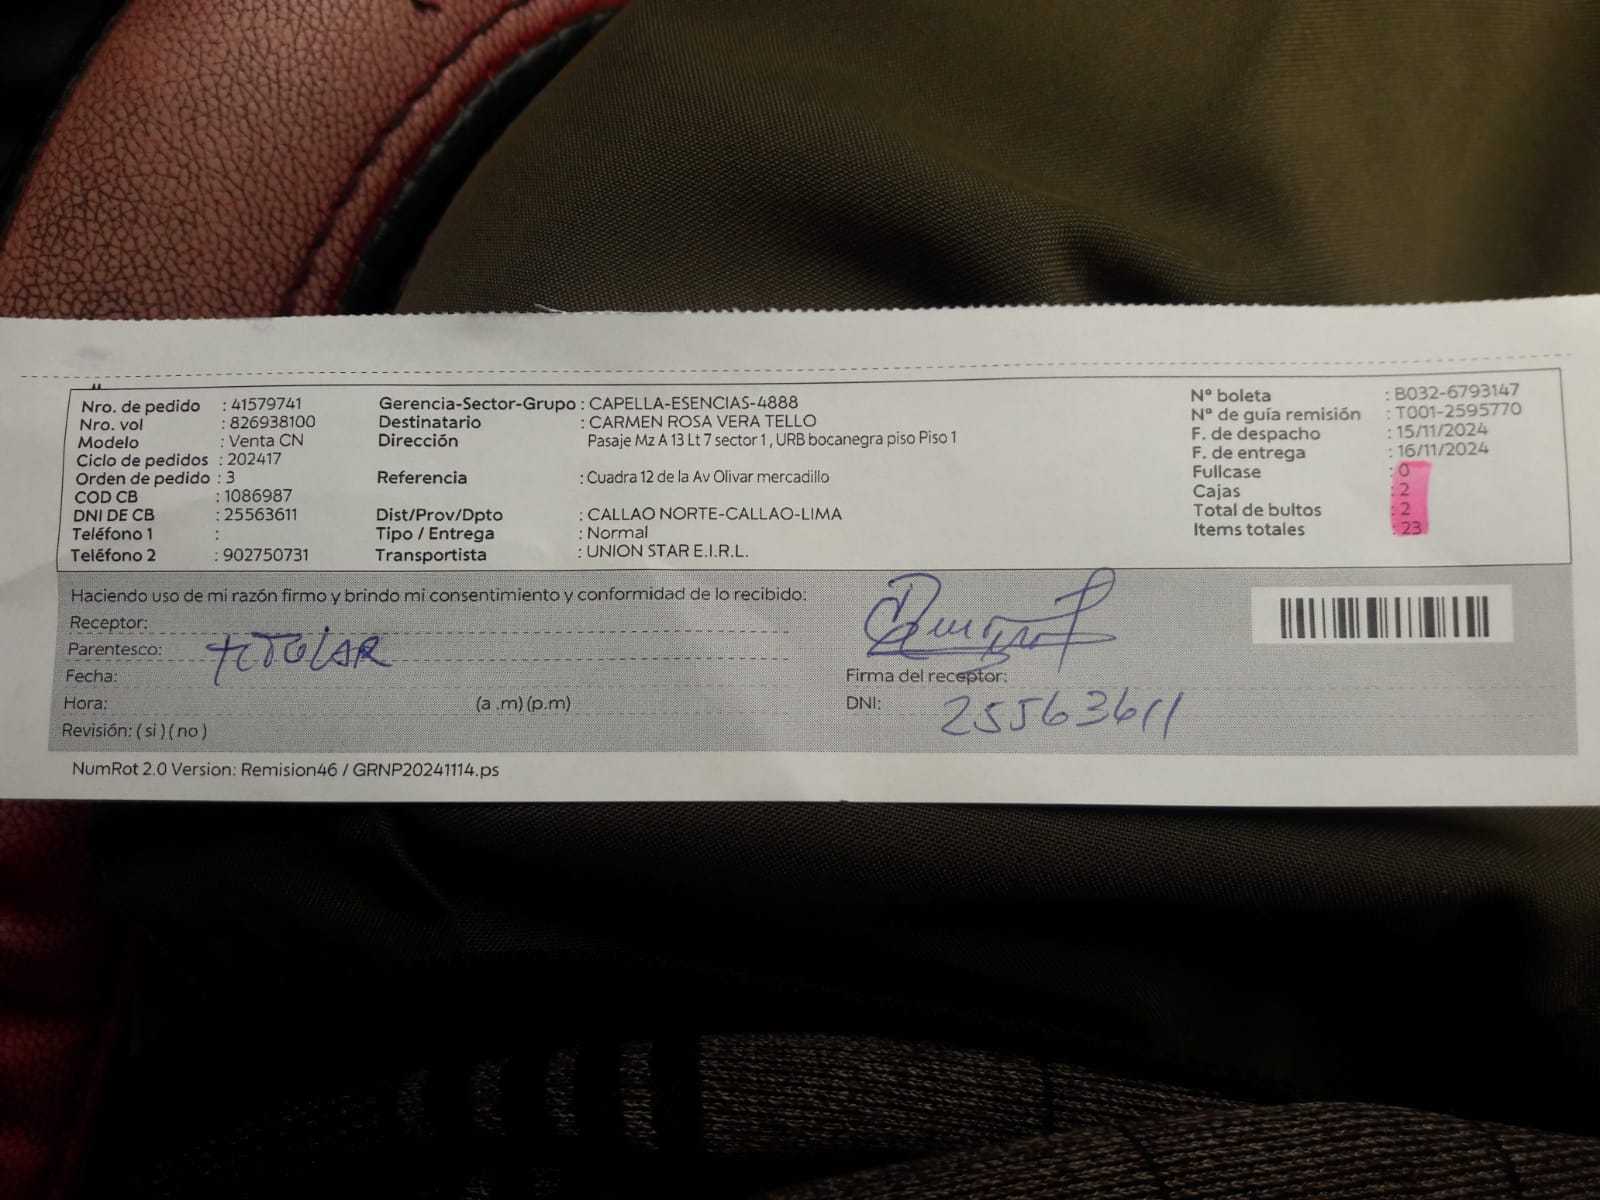 Nro. de pedido : 41579741 Gerencia-Sector-Grupo : CAPELLA-ESENCIAS-4888 N° boleta : B032-6793147
Nro. vol : 826938100 Destinatario : CARMEN ROSA VERA TELLO N° de guía remisión : T001-2595770
Modelo : Venta CN Dirección Pasaje Mz A 13 Lt 7 sector 1 , URB bocanegra piso Piso 1 F. de despacho : 15/11/2024
Ciclo de pedidos : 202417 F. de entrega : 16/11/2024
Orden de pedido : 3 Referencia : Cuadra 12 de la Av Olivar mercadillo Fullcase : 0
COD CB : 1086987 Cajas : 2
DNI DE CB : 25563611 Dist/Prov/Dpto : CALLAO NORTE-CALLAO-LIMA Total de bultos : 2
Teléfono 1 : Tipo / Entrega : Normal Items totales : 23
Teléfono 2 : 902750731 Transportista : UNION STAR E.I.R.L.
Haciendo uso de mi razón firmo y brindo mi consentimiento y conformidad de lo recibido:
Receptor:
Parentesco: TITULAR
Fecha: Firma del receptor:
Hora: (a .m) (p.m) DNI: 25563611
Revisión: ( si ) ( no )
NumRot 2.0 Version: Remision46 / GRNP20241114.ps